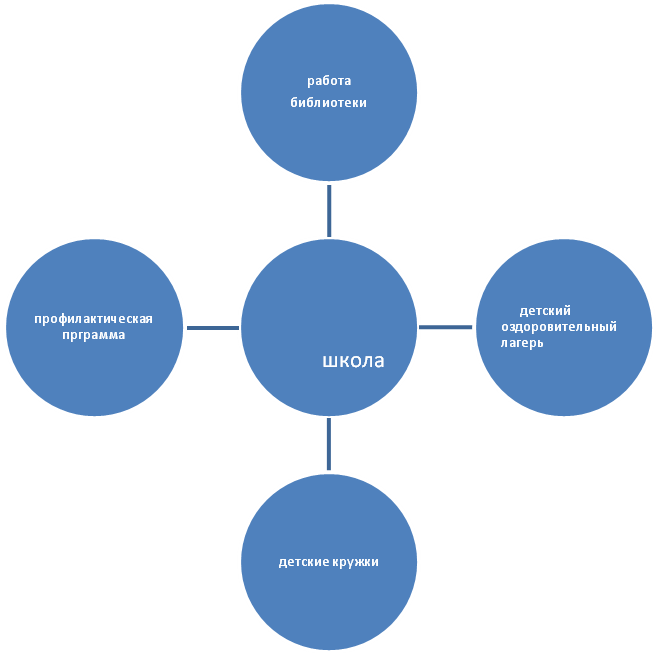 работа
библиотеки
профилактическая
прграмма
школа
детский
оздоровительный
лагерь
детские кружки